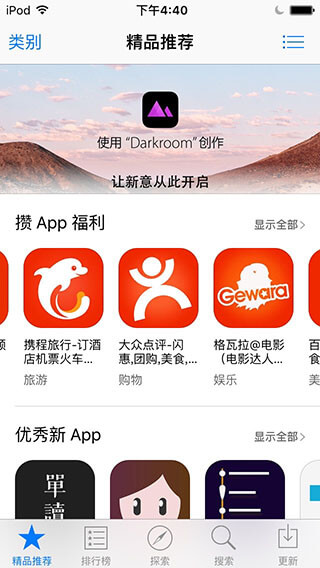 iPod 下午4:40
类别 精品推荐
使用 “Darkroom”创作
让新意从此开启
攒 App 福利 显示全部 >
携程旅行-订酒
店机票火车...
旅游
大众点评-闪
惠,团购,美食,...
购物
Gewara
格瓦拉@电影
（电影达人...
娱乐
百
美
优秀新 App 显示全部 >
單讀
精品推荐 排行榜 探索 搜索 更新